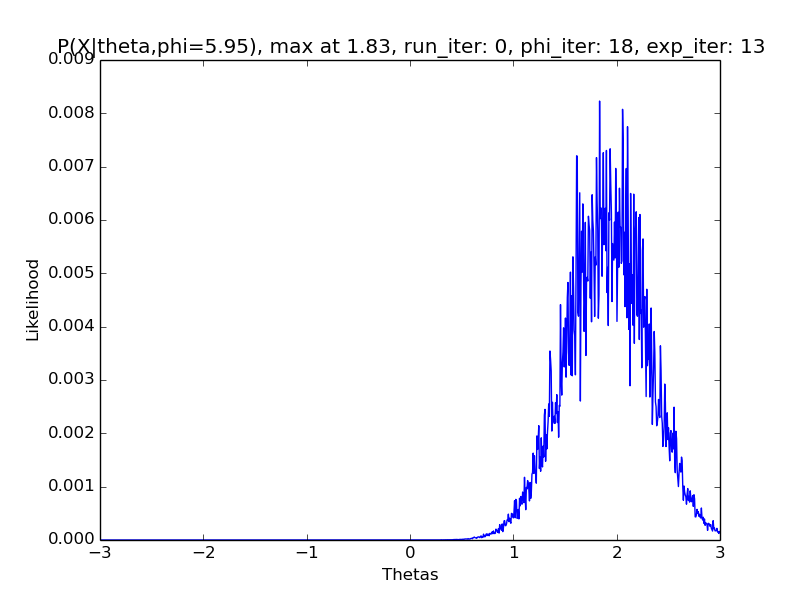 P(X|theta,phi=5.95), max at 1.83, run_iter: 0, phi_iter: 18, exp_iter: 13
0.009
0.008
0.007
0.006
0.005
0.004
0.003
0.002
0.001
0.000
Likelihood
−3 −2 −1 0 1 2 3
Thetas